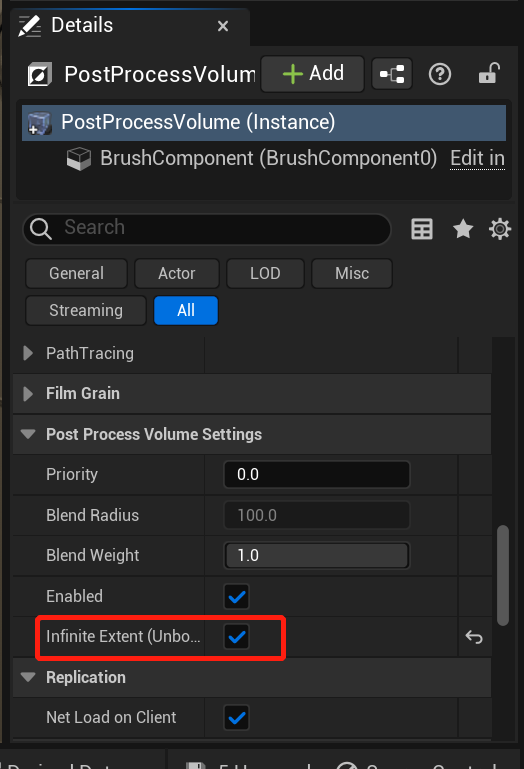 Details
PostProcessVolum
Add
PostProcessVolume (Instance)
BrushComponent (BrushComponent0) Edit in
Search
General Actor LOD Misc
Streaming All
PathTracing
Film Grain
Post Process Volume Settings
Priority 0.0
Blend Radius 100.0
Blend Weight 1.0
Enabled
Infinite Extent (Unbo...
Replication
Net Load on Client